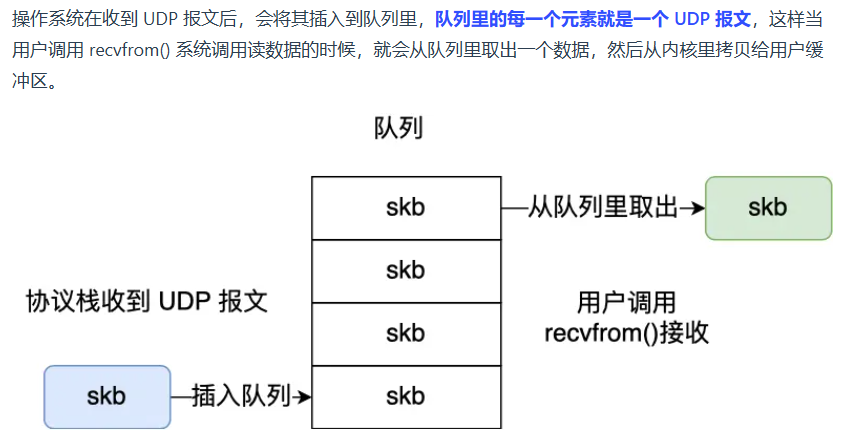 操作系统在收到 UDP 报文后，会将其插入到队列里，队列里的每一个元素就是一个 UDP 报文，这样当
用户调用 recvfrom() 系统调用读数据的时候，就会从队列里取出一个数据，然后从内核里拷贝给用户缓
冲区。
队列
skb
从队列里取出
skb
skb
协议栈收到 UDP 报文
skb
用户调用
recvfrom()接收
skb
插入队列
skb